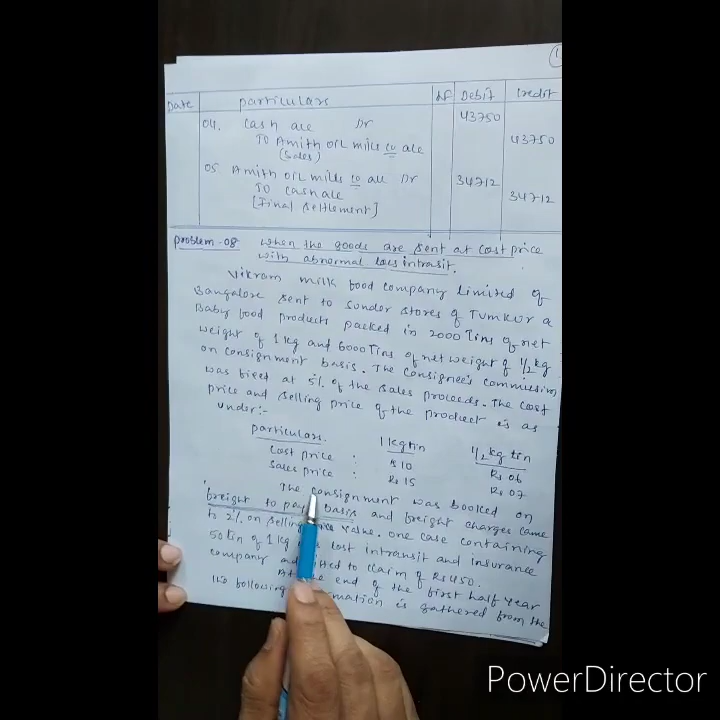 Date particulars LF Debit Credit
04. Cash a/c Dr 43750
To Amith oil mills co a/c 43750
(Sales)
05. Amith oil mills co a/c Dr 34712
To cash a/c 34712
[Final settlement]
problem-08 when the goods are sent at cost price
with abnormal loss intrasit.
Vikram milk food company limited of
Bangalore sent to Sunder stores of Tumkur a
Baby food products packed in 2000 Tins of net
weight of 1 kg and 6000 Tins of net weight of 1/2 kg
on consignment basis. The consignee's commission
was fixed at 5% of the sales proceeds. The cost
price and selling price of the product is as
under:-
particulars. 1 kg tin 1/2 kg tin
Cost price : 10 Rs 06
Sales price : Rs 15 Rs 07
The consignment was booked on
freight to pay basis and freight charges came
to 2% on selling value. one case containing
50 tin of 1 kg lost intransit and insurance
company claim of Rs 450.
At the end of the first half year
the following is gathered from the
PowerDirector